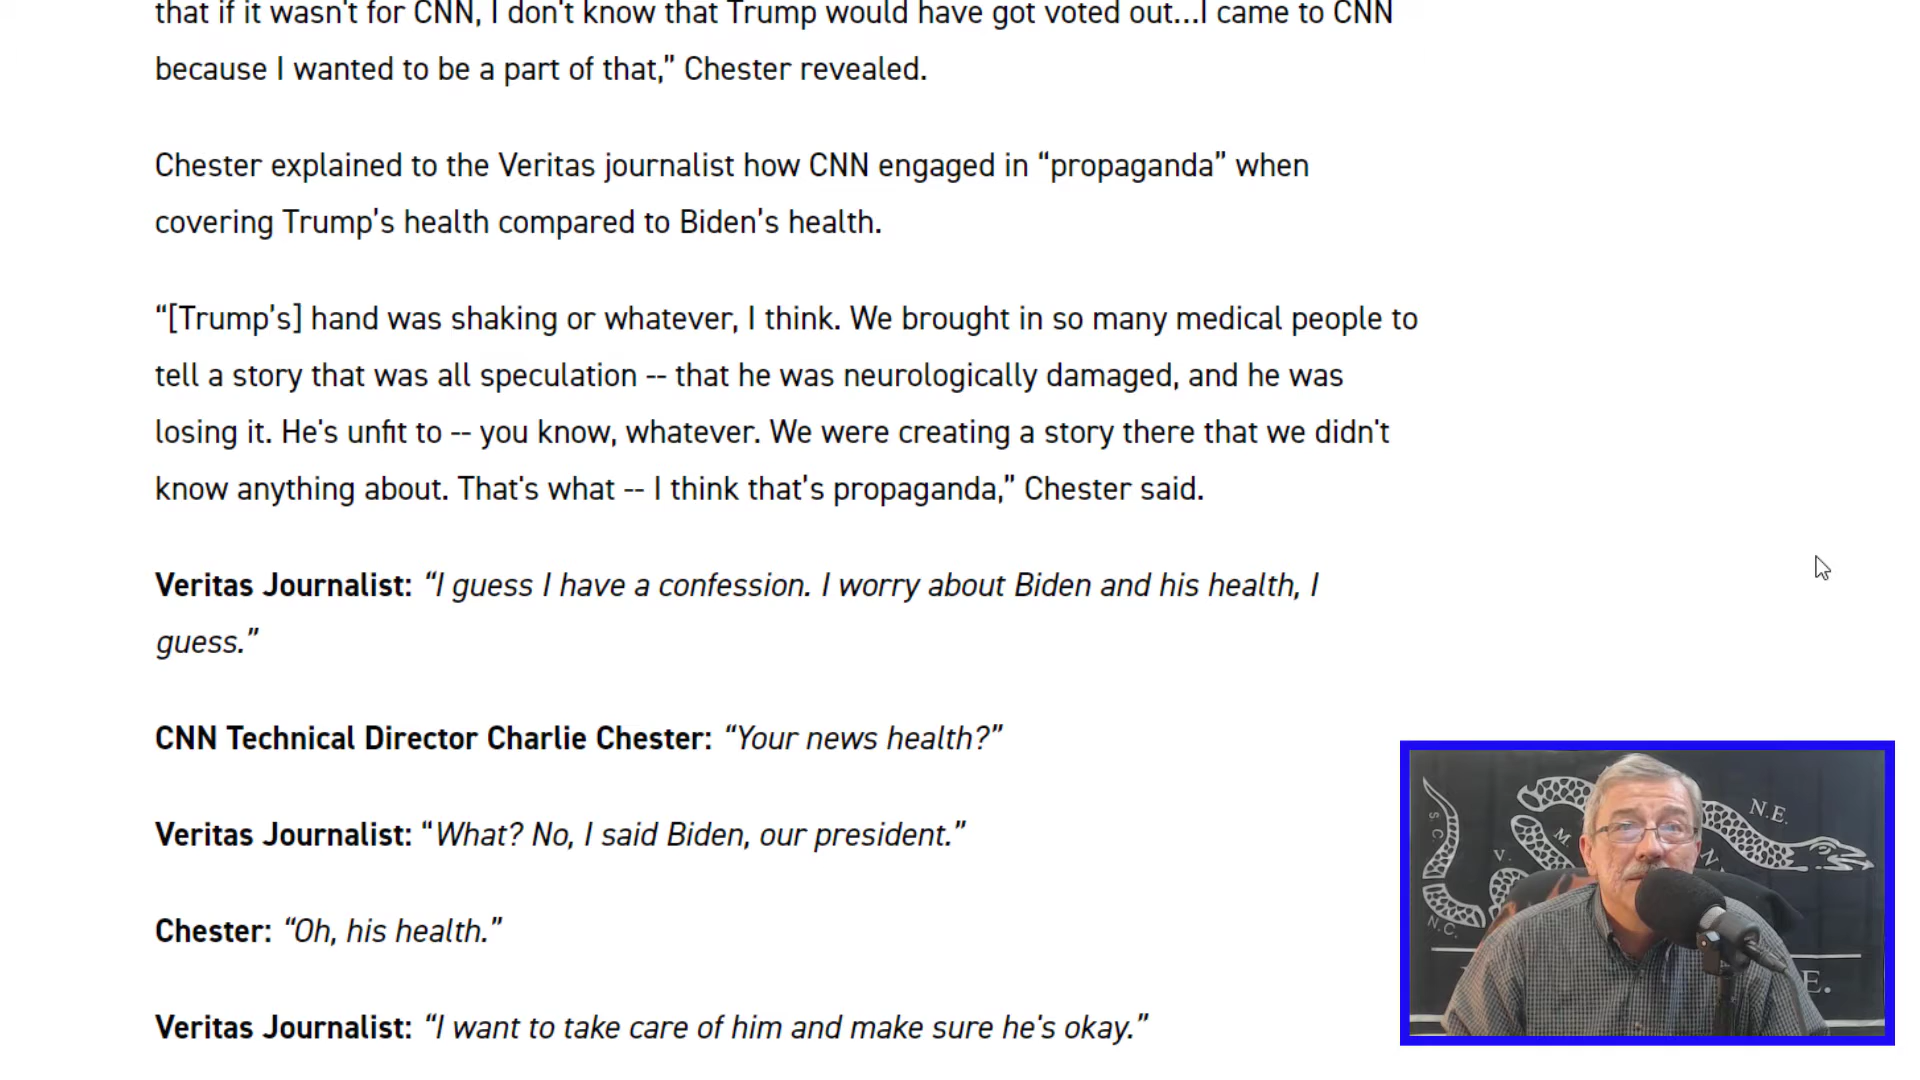 that if it wasn't for CNN, I don't know that Trump would have got voted out...I came to CNN
because I wanted to be a part of that,” Chester revealed.
Chester explained to the Veritas journalist how CNN engaged in “propaganda” when
covering Trump’s health compared to Biden’s health.
“[Trump’s] hand was shaking or whatever, I think. We brought in so many medical people to
tell a story that was all speculation -- that he was neurologically damaged, and he was
losing it. He's unfit to -- you know, whatever. We were creating a story there that we didn't
know anything about. That's what -- I think that’s propaganda,” Chester said.
Veritas Journalist: “I guess I have a confession. I worry about Biden and his health, I
guess.”
CNN Technical Director Charlie Chester: “Your news health?”
Veritas Journalist: “What? No, I said Biden, our president.”
Chester: “Oh, his health.”
Veritas Journalist: “I want to take care of him and make sure he's okay.”
N.E.
S.C.
V.
M.
N.C.
E.